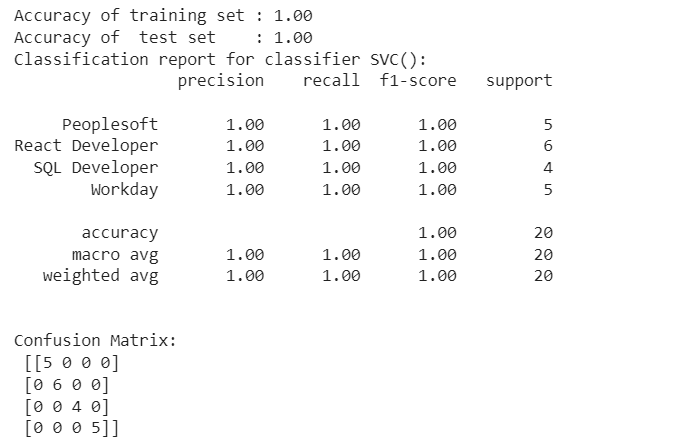 Accuracy of training set : 1.00
Accuracy of  test set    : 1.00
Classification report for classifier SVC():
                 precision    recall  f1-score   support

     Peoplesoft       1.00      1.00      1.00         5
React Developer       1.00      1.00      1.00         6
  SQL Developer       1.00      1.00      1.00         4
        Workday       1.00      1.00      1.00         5

       accuracy                           1.00        20
      macro avg       1.00      1.00      1.00        20
   weighted avg       1.00      1.00      1.00        20

Confusion Matrix:
 [[5 0 0 0]
 [0 6 0 0]
 [0 0 4 0]
 [0 0 0 5]]